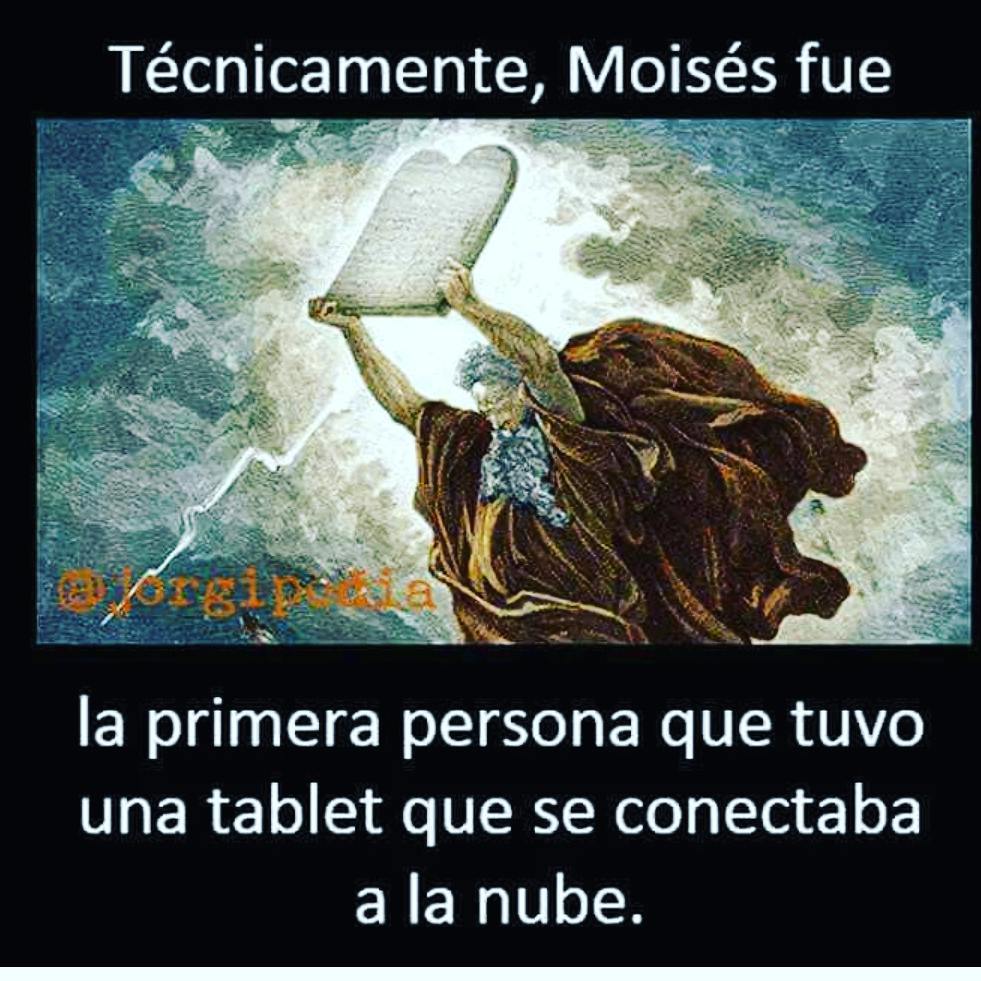 Técnicamente, Moisés fue
@jorgipedia
la primera persona que tuvo
una tablet que se conectaba
a la nube.